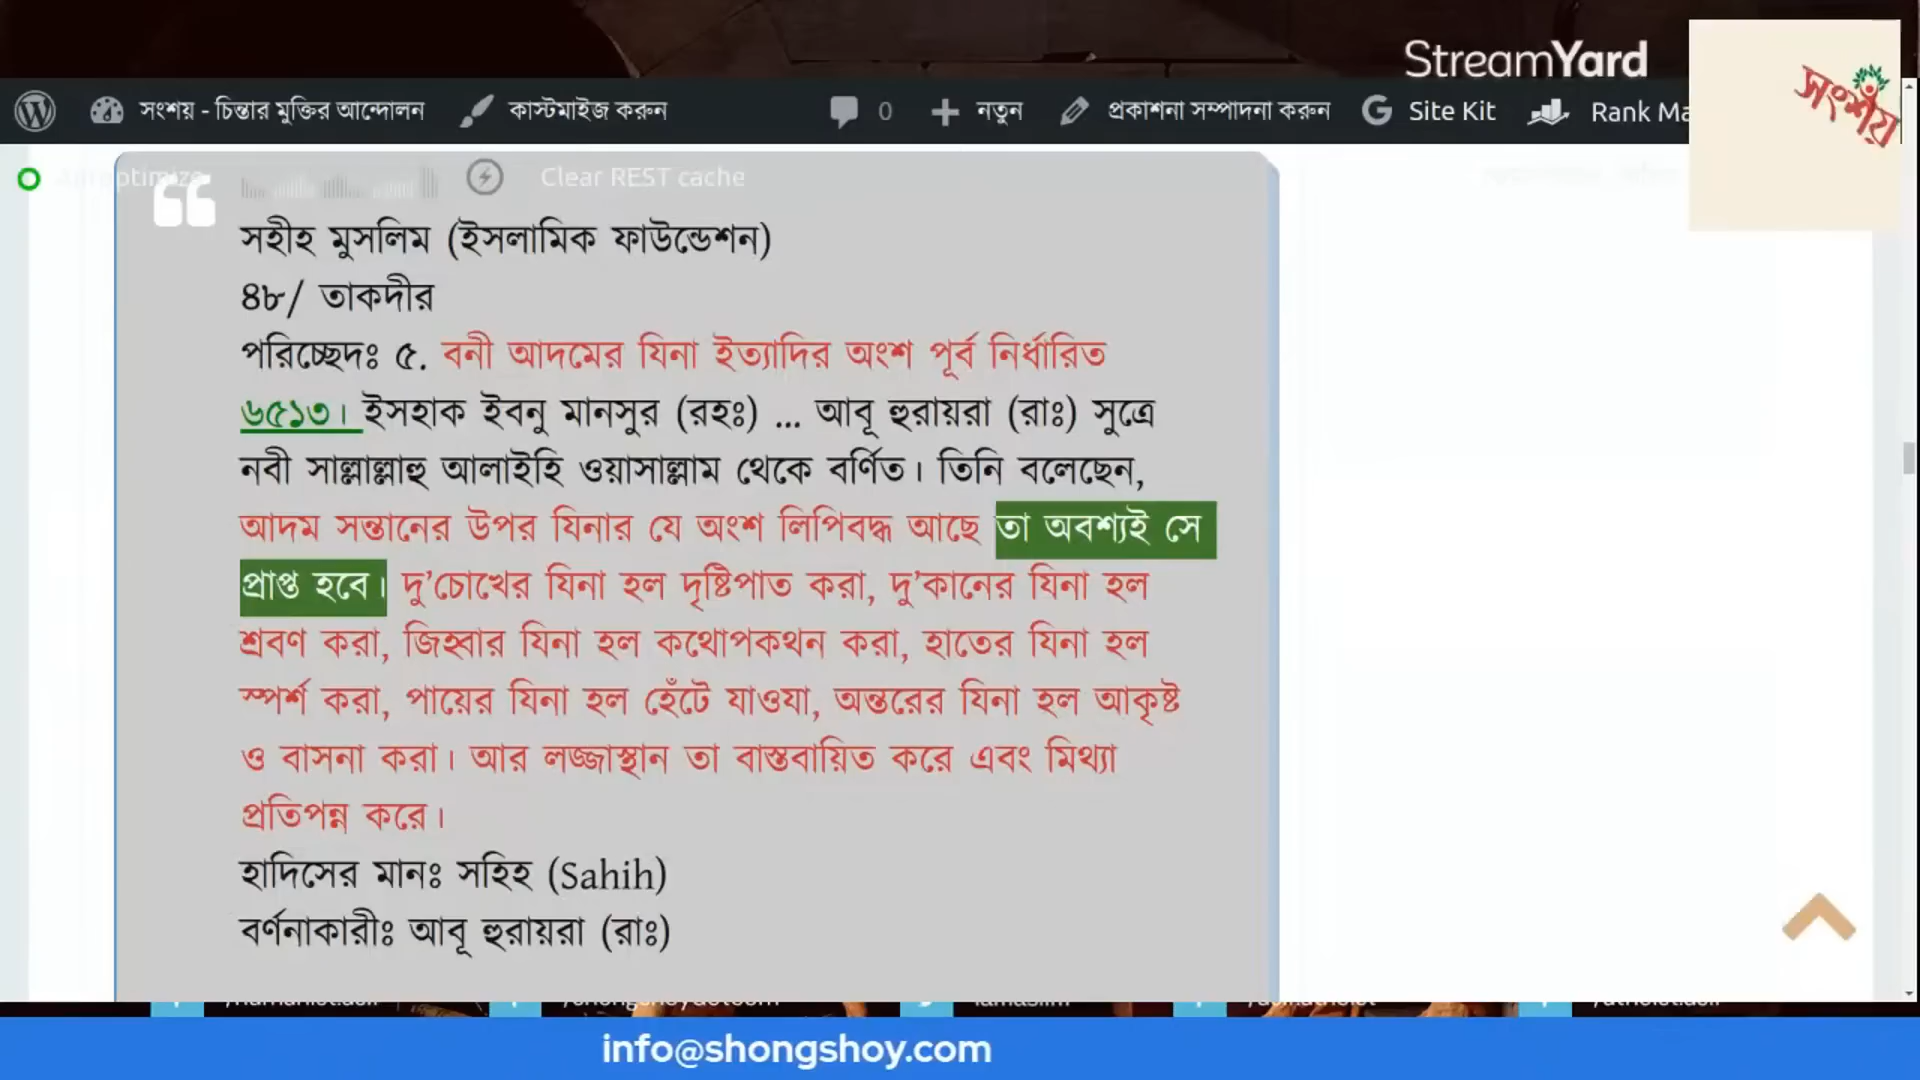 StreamYard
সংশয়
সংশয় - চিন্তার মুক্তির আন্দোলন কাস্টমাইজ করুন 0 নতুন প্রকাশনা সম্পাদনা করুন Site Kit Rank Ma
Clear REST cache
সহীহ মুসলিম (ইসলামিক ফাউন্ডেশন)
৪৮/ তাকদীর
পরিচ্ছেদঃ ৫. বনী আদমের যিনা ইত্যাদির অংশ পূর্ব নির্ধারিত
৬৫১৩। ইসহাক ইবনু মানসুর (রহঃ) ... আবূ হুরায়রা (রাঃ) সুত্রে
নবী সাল্লাল্লাহু আলাইহি ওয়াসাল্লাম থেকে বর্ণিত। তিনি বলেছেন,
আদম সন্তানের উপর যিনার যে অংশ লিপিবদ্ধ আছে তা অবশ্যই সে
প্রাপ্ত হবে। দু’চোখের যিনা হল দৃষ্টিপাত করা, দু’কানের যিনা হল
শ্রবণ করা, জিহ্বার যিনা হল কথোপকথন করা, হাতের যিনা হল
স্পর্শ করা, পায়ের যিনা হল হেঁটে যাওযা, অন্তরের যিনা হল আকৃষ্ট
ও বাসনা করা। আর লজ্জাস্থান তা বাস্তবায়িত করে এবং মিথ্যা
প্রতিপন্ন করে।
হাদিসের মানঃ সহিহ (Sahih)
বর্ণনাকারীঃ আবূ হুরায়রা (রাঃ)
info@shongshoy.com